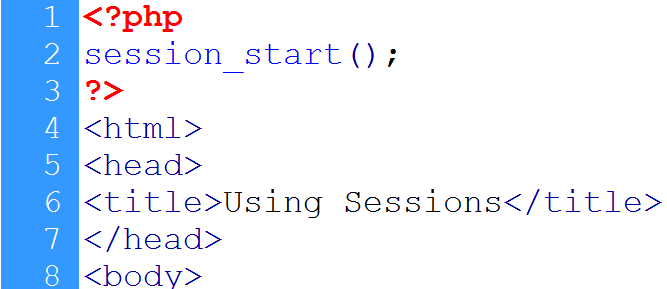 1 <?php
2 session_start();
3 ?>
4 <html>
5 <head>
6 <title>Using Sessions</title>
7 </head>
8 <body>